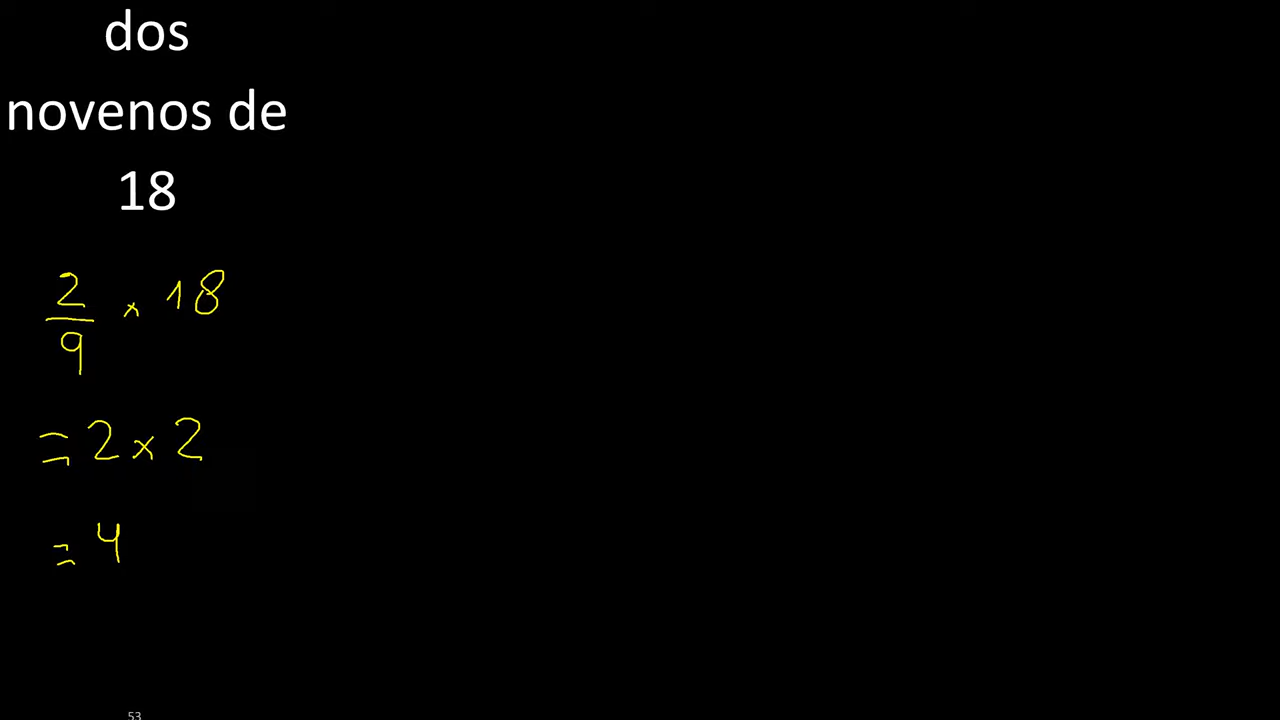 dos
novenos de
18
2/9 × 18
= 2 × 2
= 4
53